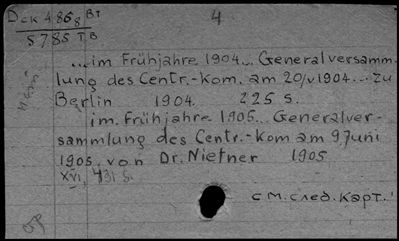 Dск 4868 BT 4
5785 TB
...im Frühjahre 1904... Generalversamm-
lung des Centr.-Kom. am 20/v 1904... zu
Berlin 1904. 225 s.
im. Frühjahre 1905... Generalver-
sammlung des Centr.-Kom am 9 Juni
1905. von Dr. Nietner 1905
XVI, 431 s.
см. след. карт.